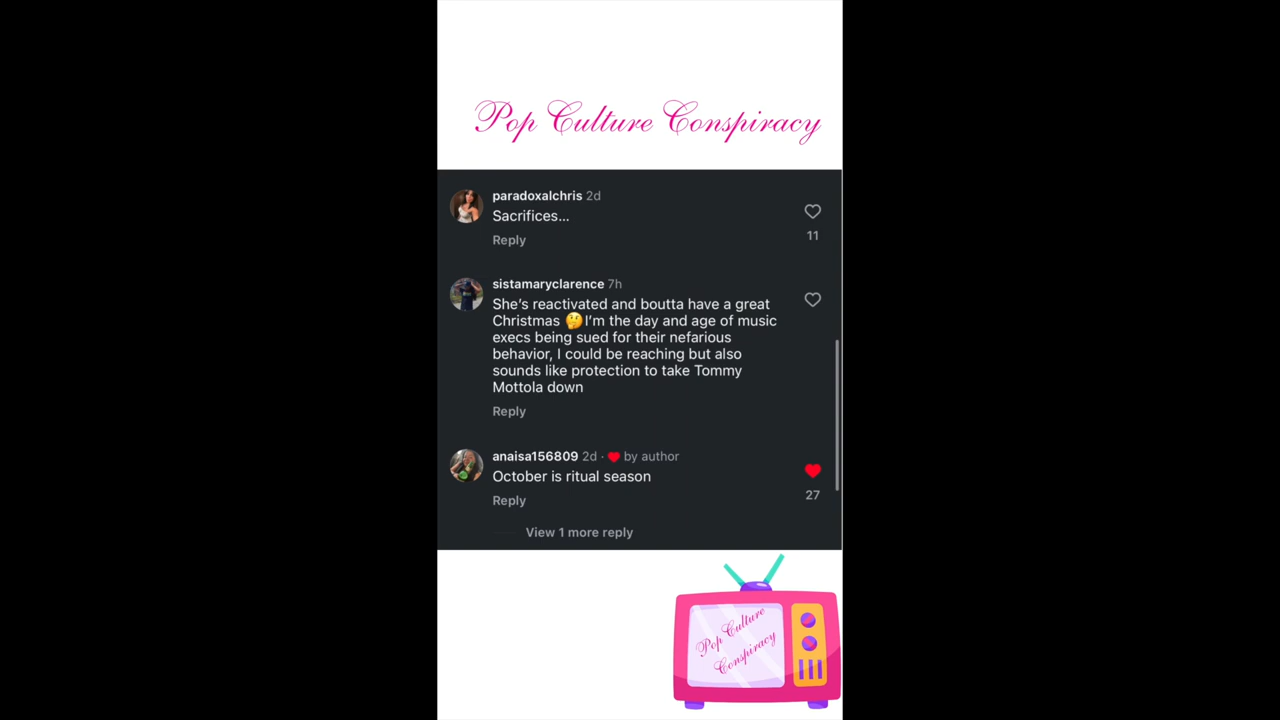 Pop Culture Conspiracy
paradoxalchris 2d
Sacrifices...
Reply
11
sistamaryclarence 7h
She's reactivated and boutta have a great
Christmas 🤔I'm the day and age of music
execs being sued for their nefarious
behavior, I could be reaching but also
sounds like protection to take Tommy
Mottola down
Reply
anaisa156809 2d · ❤️ by author
October is ritual season
Reply
27
View 1 more reply
Pop Culture
Conspiracy